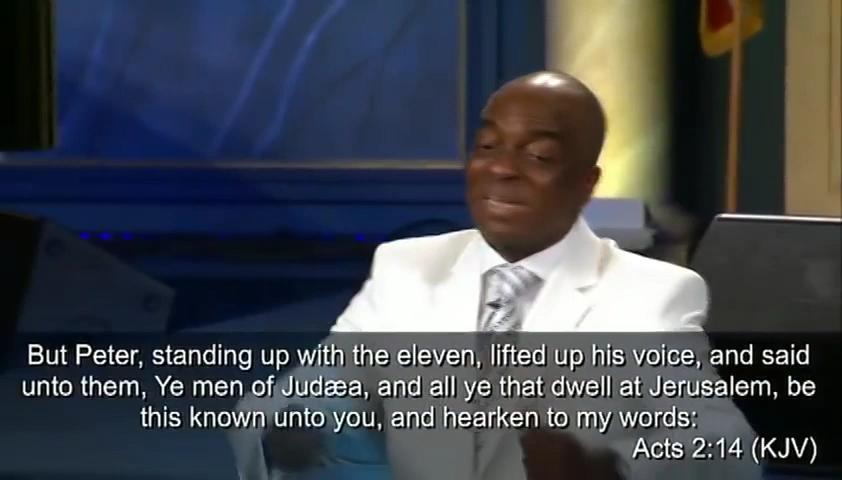 But Peter, standing up with the eleven, lifted up his voice, and said
unto them, Ye men of Judæa, and all ye that dwell at Jerusalem, be
this known unto you, and hearken to my words:
Acts 2:14 (KJV)